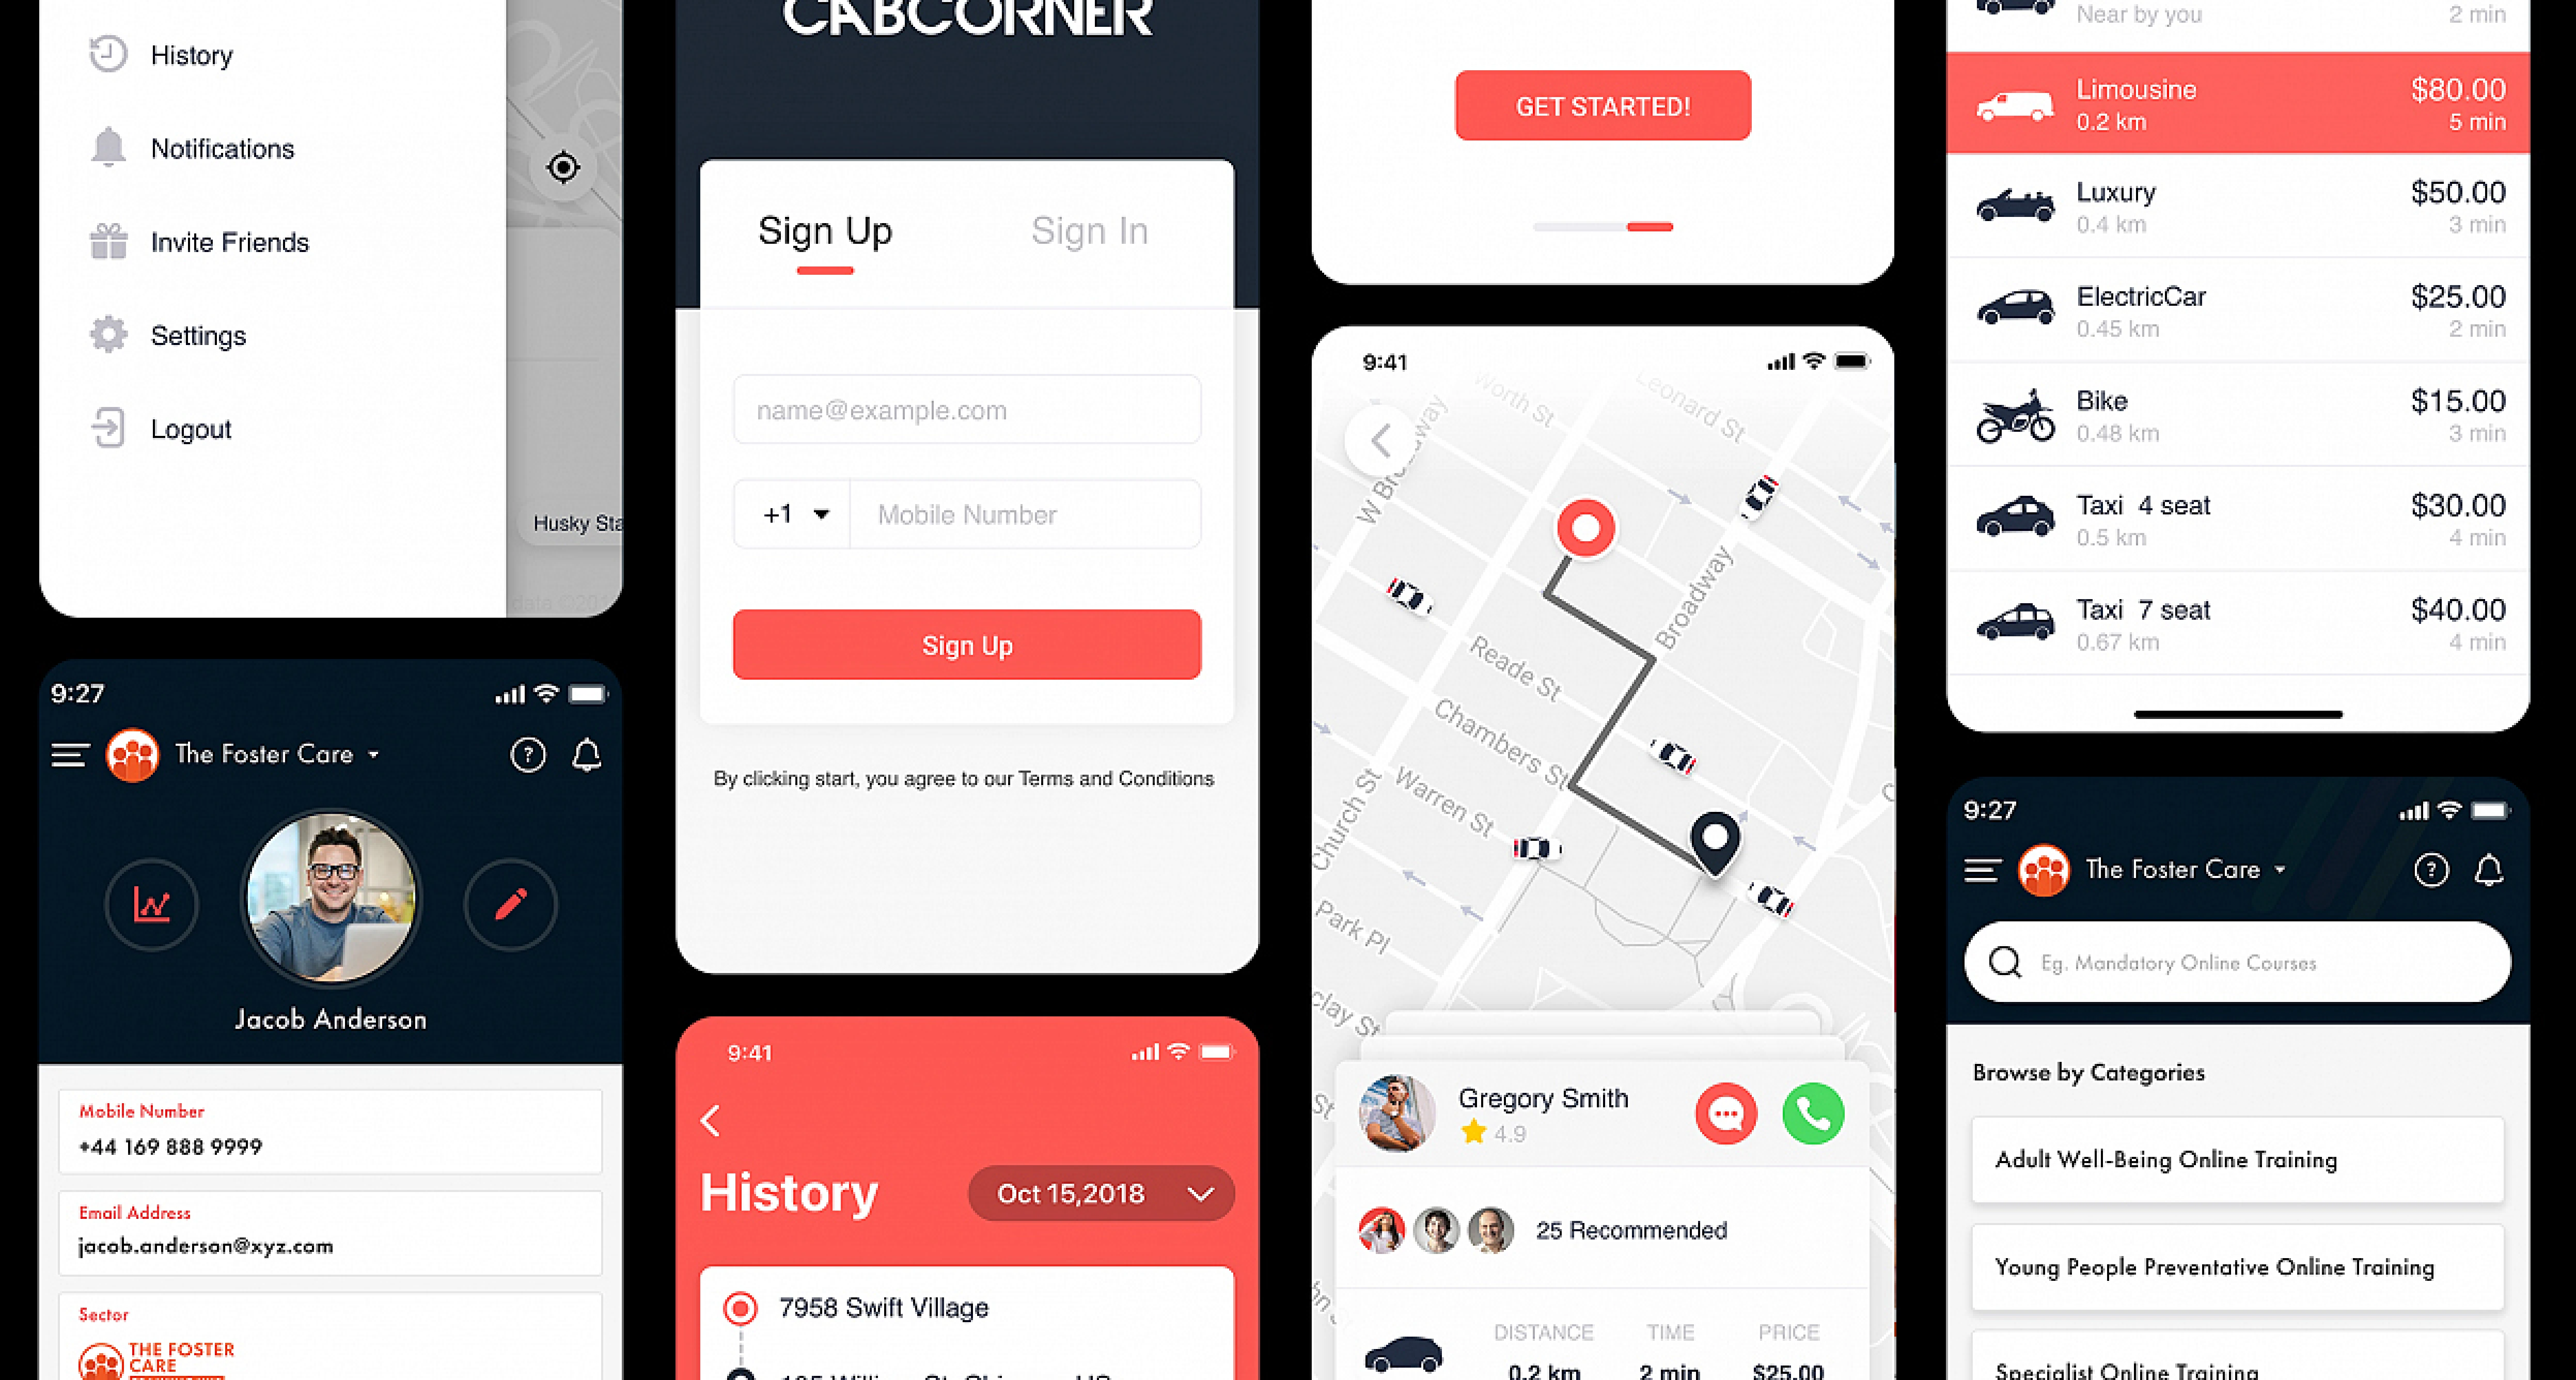 History
Notifications
Invite Friends
Settings
Logout
Husky Sta
data ©201
9:27
The Foster Care
?
Jacob Anderson
Mobile Number
+44 169 888 9999
Email Address
jacob.anderson@xyz.com
Sector
THE FOSTER
CARE
CABCORNER
Sign Up Sign In
name@example.com
+1 Mobile Number
Sign Up
By clicking start, you agree to our Terms and Conditions
9:41
History Oct 15,2018
7958 Swift Village
GET STARTED!
9:41
Worth St
Leonard St
W Broadway
Broadway
Reade St
Chambers St
Warren St
Church St
Park Pl
clay St
St
Gregory Smith
4.9
25 Recommended
DISTANCE TIME PRICE
0.2 km 2 min $25.00
Near by you 2 min
Limousine $80.00
0.2 km 5 min
Luxury $50.00
0.4 km 3 min
ElectricCar $25.00
0.45 km 2 min
Bike $15.00
0.48 km 3 min
Taxi 4 seat $30.00
0.5 km 4 min
Taxi 7 seat $40.00
0.67 km 4 min
9:27
The Foster Care
?
Eg. Mandatory Online Courses
Browse by Categories
Adult Well-Being Online Training
Young People Preventative Online Training
Specialist Online Training